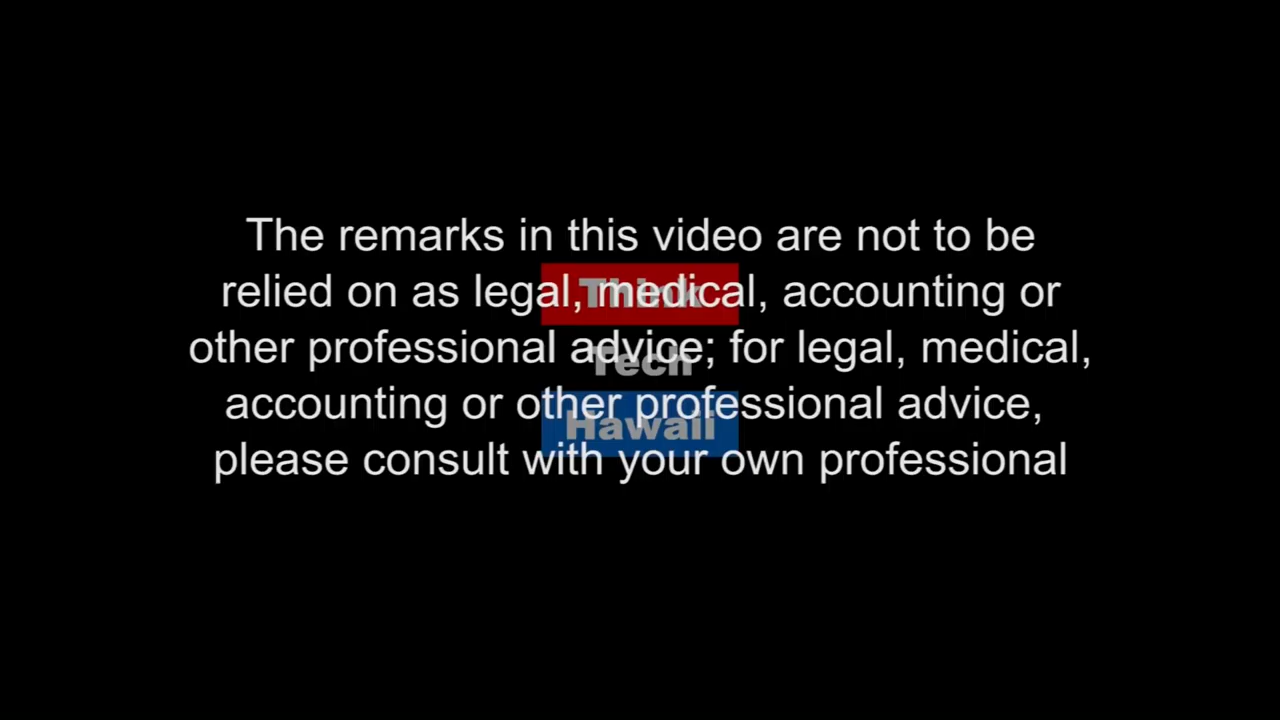 The remarks in this video are not to be
relied on as legal, medical, accounting or
other professional advice; for legal, medical,
accounting or other professional advice,
please consult with your own professional
Think
Tech
Hawaii